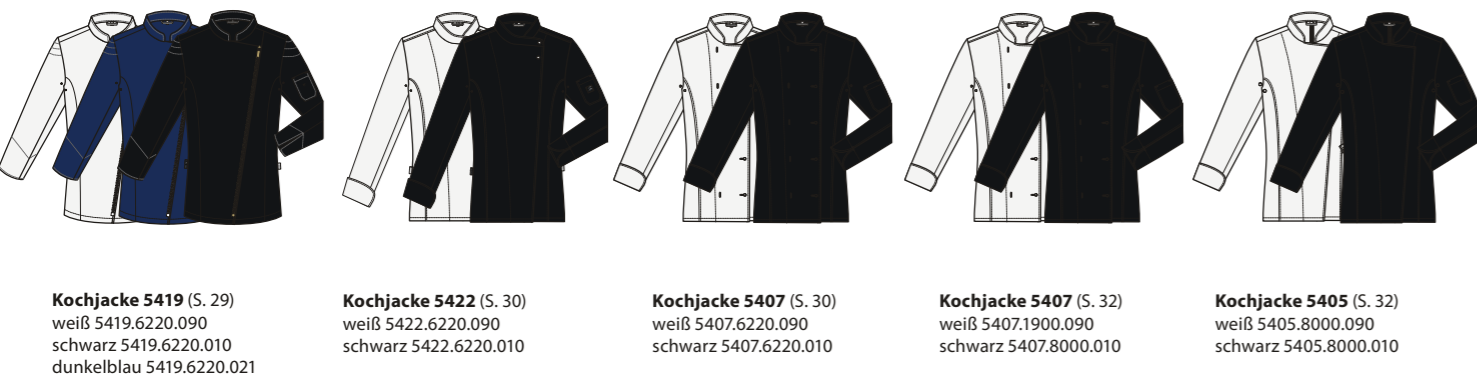 Kochjacke 5419 (S. 29)
weiß 5419.6220.090
schwarz 5419.6220.010
dunkelblau 5419.6220.021
Kochjacke 5422 (S. 30)
weiß 5422.6220.090
schwarz 5422.6220.010
Kochjacke 5407 (S. 30)
weiß 5407.6220.090
schwarz 5407.6220.010
Kochjacke 5407 (S. 32)
weiß 5407.1900.090
schwarz 5407.8000.010
Kochjacke 5405 (S. 32)
weiß 5405.8000.090
schwarz 5405.8000.010